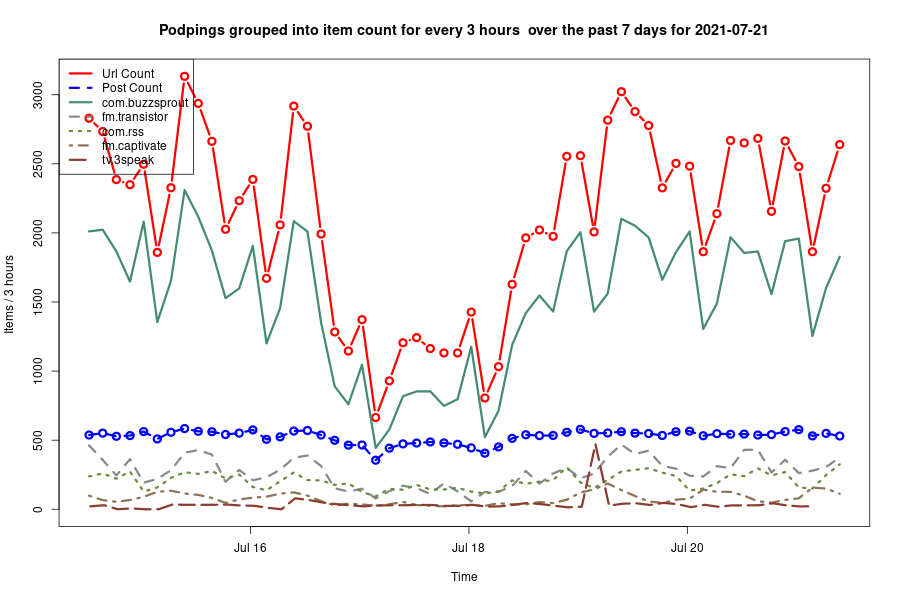 Podpings grouped into item count for every 3 hours  over the past 7 days for 2021-07-21
Url Count
Post Count
com.buzzsprout
fm.transistor
com.rss
fm.captivate
tv.3speak
Items / 3 hours
3000
2500
2000
1500
1000
500
0
Jul 16
Jul 18
Jul 20
Time